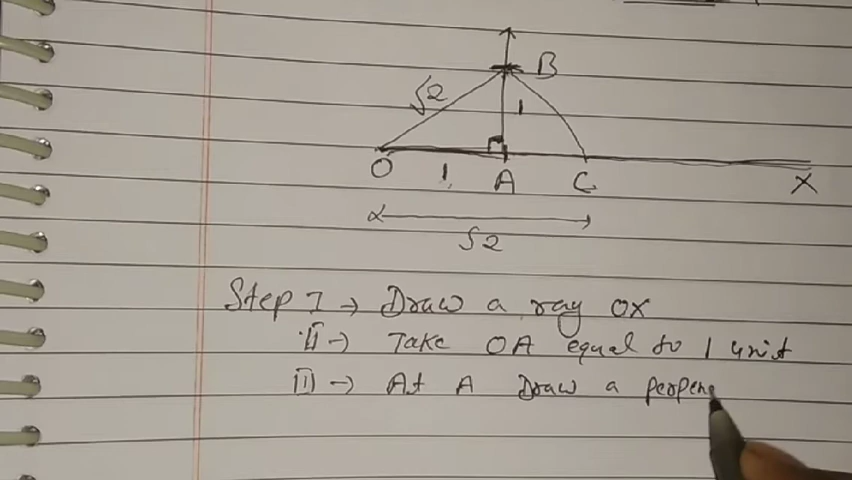 B
√2
1
O 1 A C X
√2
Step I → Draw a ray OX
II → Take OA equal to 1 unit
III → At A Draw a perpen